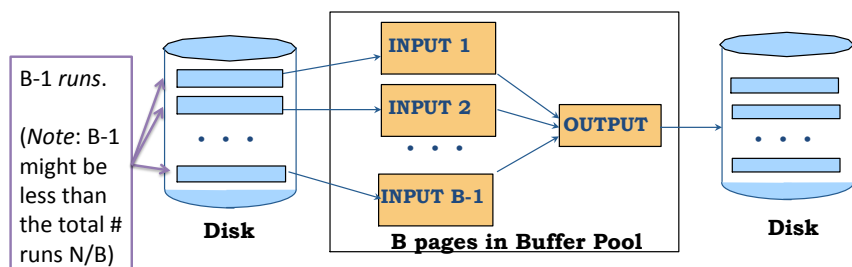 B-1 runs.
(Note: B-1
might be
less than
the total #
runs N/B)
. . .
Disk
INPUT 1
INPUT 2
. . .
INPUT B-1
OUTPUT
B pages in Buffer Pool
. . .
Disk